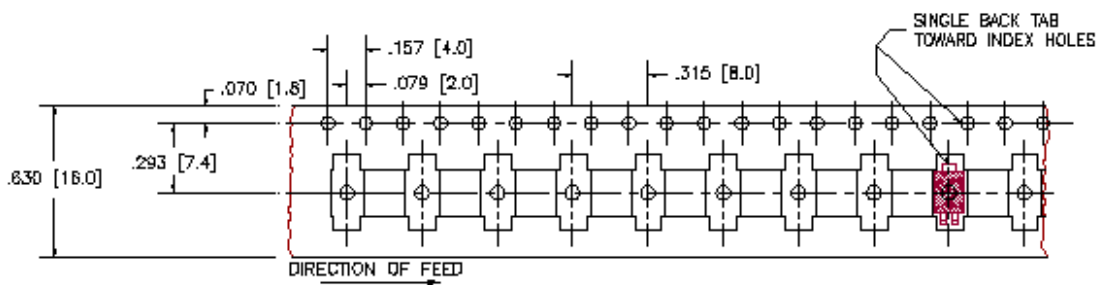 SINGLE BACK TAB
TOWARD INDEX HOLES
.157 [4.0]
.079 [2.0]
.315 [8.0]
.070 [1.8]
.293 [7.4]
.630 [16.0]
DIRECTION OF FEED